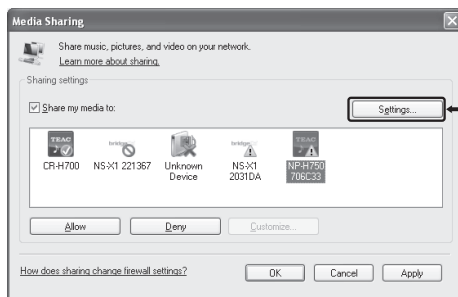 Media Sharing
Share music, pictures, and video on your network.
Learn more about sharing.
Sharing settings
Share my media to:
Settings...
TEAC
bridge
bridge
TEAC
CR-H700
NS-X1 221367
Unknown Device
NS-X1 2031DA
NP-H750 706C33
Allow
Deny
Customize...
How does sharing change firewall settings?
OK
Cancel
Apply